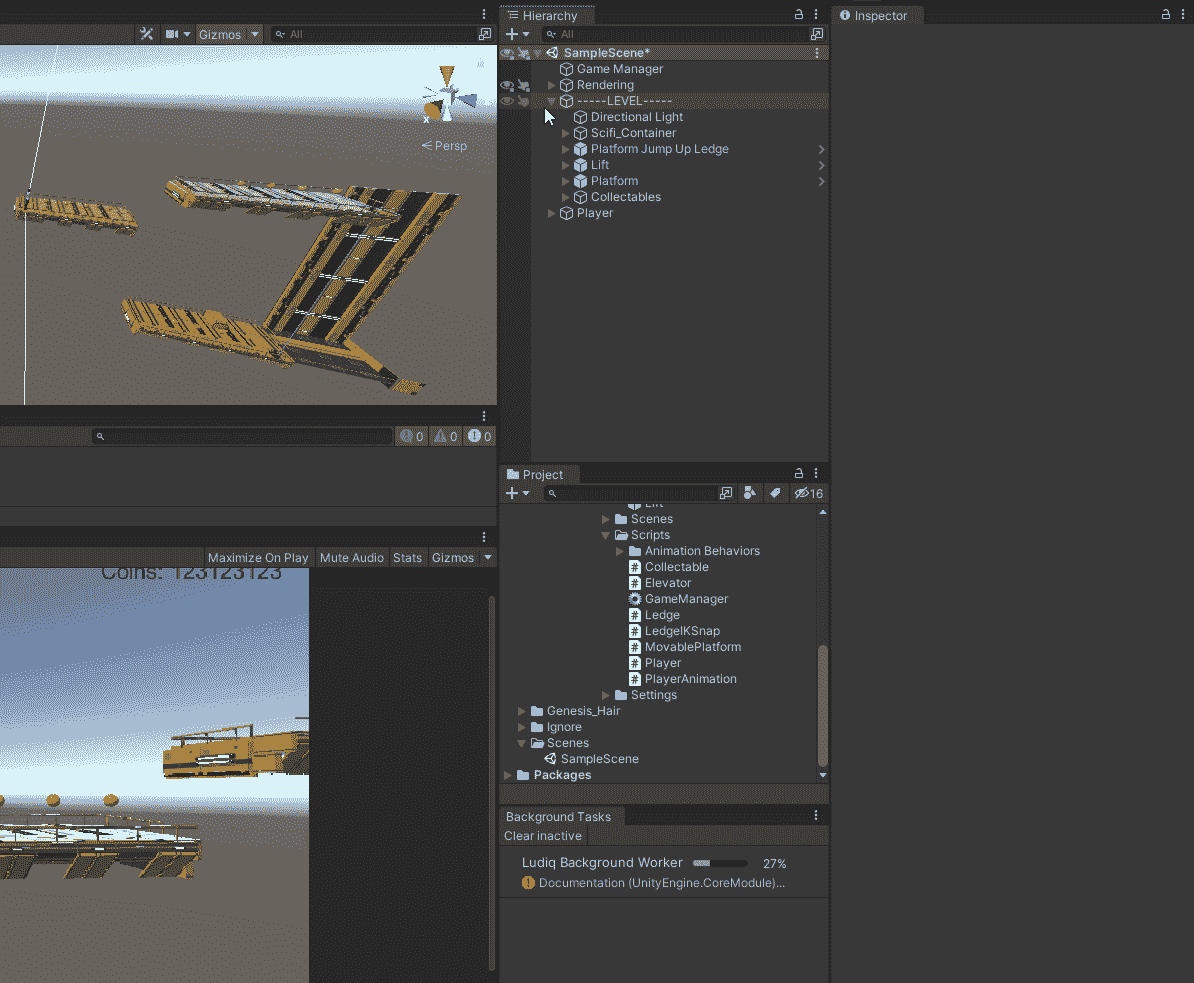 Hierarchy
Inspector
Gizmos
All
All
SampleScene*
Game Manager
Rendering
-----LEVEL-----
Directional Light
Scifi_Container
Platform Jump Up Ledge
Lift
Platform
Collectables
Player
x
< Persp
0
0
0
Project
16
Lift
Scenes
Scripts
Animation Behaviors
Collectable
Elevator
GameManager
Ledge
LedgeIKSnap
MovablePlatform
Player
PlayerAnimation
Settings
Genesis_Hair
Ignore
Scenes
SampleScene
Packages
Maximize On Play
Mute Audio
Stats
Gizmos
Coins: 123123123
Background Tasks
Clear inactive
Ludiq Background Worker 27%
Documentation (UnityEngine.CoreModule)...